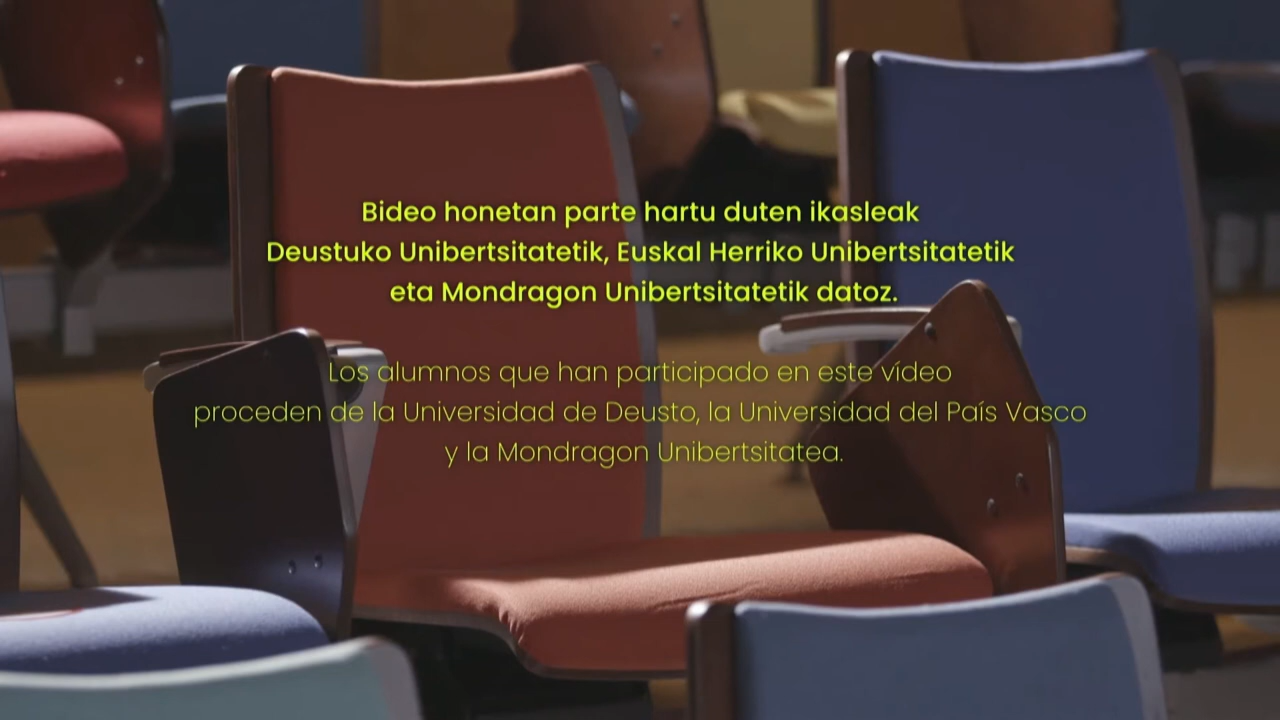 Bideo honetan parte hartu duten ikasleak
Deustuko Unibertsitatetik, Euskal Herriko Unibertsitatetik
eta Mondragon Unibertsitatetik datoz.
Los alumnos que han participado en este vídeo
proceden de la Universidad de Deusto, la Universidad del País Vasco
y la Mondragon Unibertsitatea.